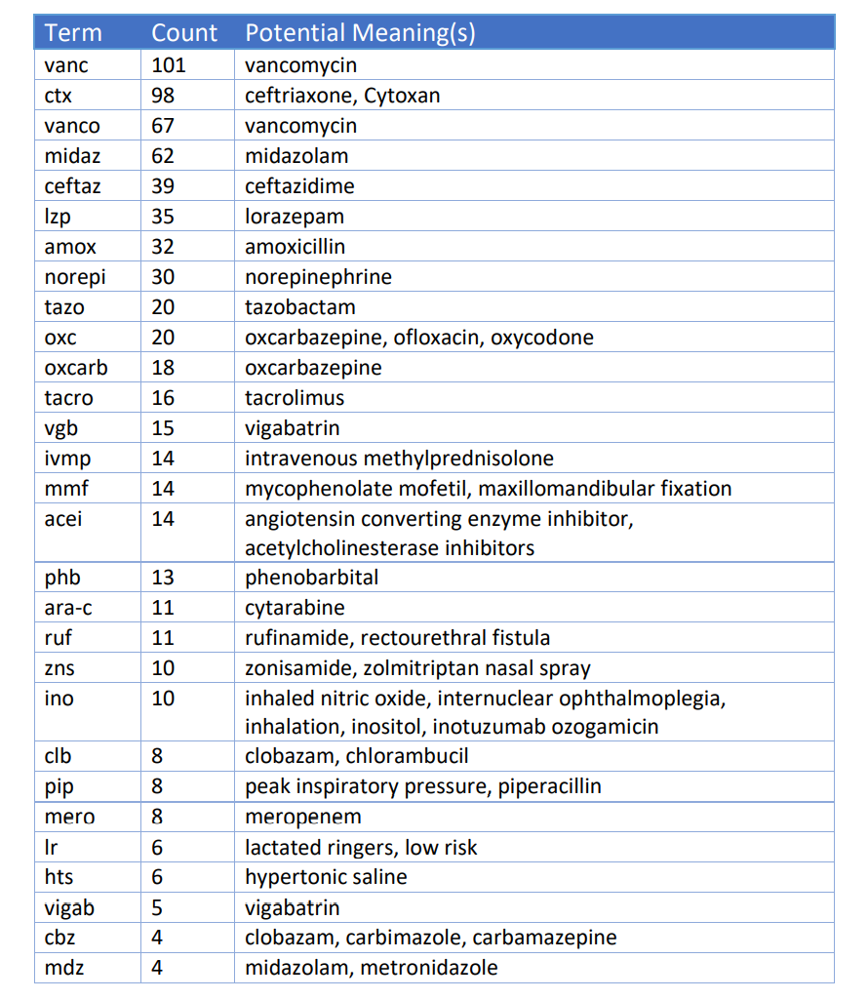 Term Count Potential Meaning(s)
vanc 101 vancomycin
ctx 98 ceftriaxone, Cytoxan
vanco 67 vancomycin
midaz 62 midazolam
ceftaz 39 ceftazidime
lzp 35 lorazepam
amox 32 amoxicillin
norepi 30 norepinephrine
tazo 20 tazobactam
oxc 20 oxcarbazepine, ofloxacin, oxycodone
oxcarb 18 oxcarbazepine
tacro 16 tacrolimus
vgb 15 vigabatrin
ivmp 14 intravenous methylprednisolone
mmf 14 mycophenolate mofetil, maxillomandibular fixation
acei 14 angiotensin converting enzyme inhibitor,
acetylcholinesterase inhibitors
phb 13 phenobarbital
ara-c 11 cytarabine
ruf 11 rufinamide, rectourethral fistula
zns 10 zonisamide, zolmitriptan nasal spray
ino 10 inhaled nitric oxide, internuclear ophthalmoplegia,
inhalation, inositol, inotuzumab ozogamicin
clb 8 clobazam, chlorambucil
pip 8 peak inspiratory pressure, piperacillin
mero 8 meropenem
lr 6 lactated ringers, low risk
hts 6 hypertonic saline
vigab 5 vigabatrin
cbz 4 clobazam, carbimazole, carbamazepine
mdz 4 midazolam, metronidazole